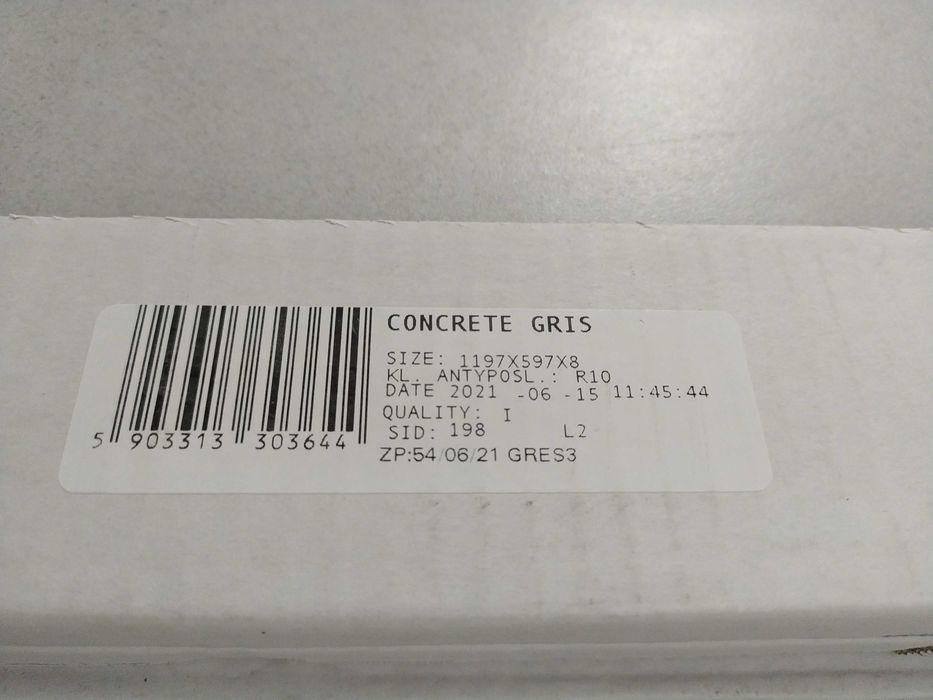 CONCRETE GRIS
SIZE: 1197X597X8
KL. ANTYPOSL.: R10
DATE 2021 -06 -15 11:45:44
QUALITY: I
SID: 198 L2
ZP:54/06/21 GRES3
5 903313 303644